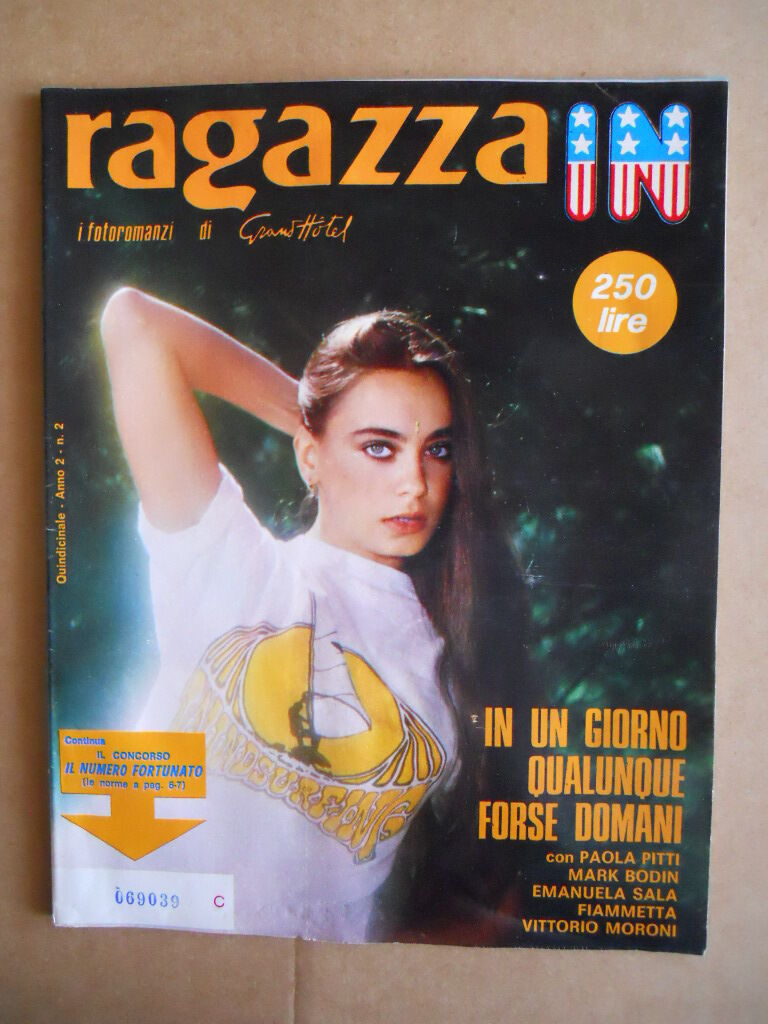 ragazza IN
i fotoromanzi di Grand Hôtel
250
lire
Quindicinale - Anno 2 - n. 2
WINDSURFING
IN UN GIORNO
QUALUNQUE
FORSE DOMANI
con PAOLA PITTI
MARK BODIN
EMANUELA SALA
FIAMMETTA
VITTORIO MORONI
Continua
IL CONCORSO
IL NUMERO FORTUNATO
(le norme a pag. 6-7)
069039 C